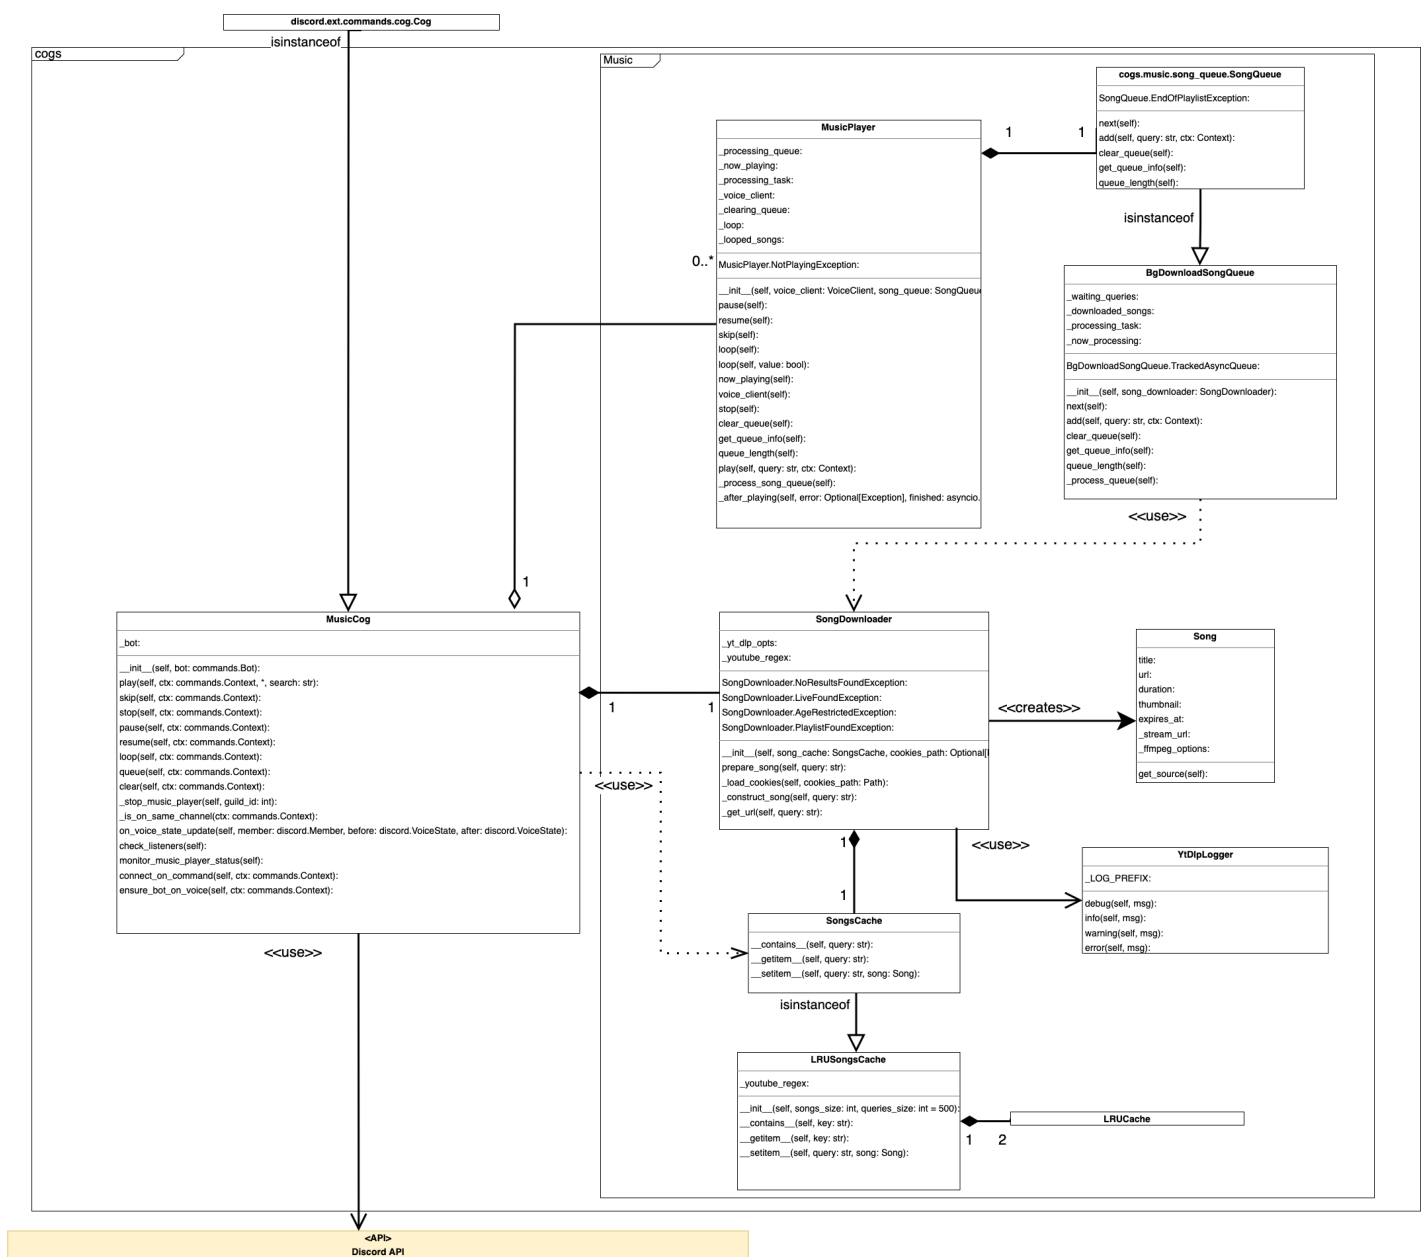 discord.ext.commands.cog.Cog
isinstanceof
cogs
Music
cogs.music.song_queue.SongQueue
SongQueue.EndOfPlaylistException:
next(self):
add(self, query: str, ctx: Context):
clear_queue(self):
get_queue_info(self):
queue_length(self):
MusicPlayer
_processing_queue:
_now_playing:
_processing_task:
_voice_client:
_clearing_queue:
_loop:
_looped_songs:
MusicPlayer.NotPlayingException:
__init__(self, voice_client: VoiceClient, song_queue: SongQueu
pause(self):
resume(self):
skip(self):
loop(self):
loop(self, value: bool):
now_playing(self):
voice_client(self):
stop(self):
clear_queue(self):
get_queue_info(self):
queue_length(self):
play(self, query: str, ctx: Context):
_process_song_queue(self):
_after_playing(self, error: Optional[Exception], finished: asyncio.
1
1
0..*
isinstanceof
BgDownloadSongQueue
_waiting_queries:
_downloaded_songs:
_processing_task:
_now_processing:
BgDownloadSongQueue.TrackedAsyncQueue:
__init__(self, song_downloader: SongDownloader):
next(self):
add(self, query: str, ctx: Context):
clear_queue(self):
get_queue_info(self):
queue_length(self):
_process_queue(self):
<<use>>
1
MusicCog
_bot:
__init__(self, bot: commands.Bot):
play(self, ctx: commands.Context, *, search: str):
skip(self, ctx: commands.Context):
stop(self, ctx: commands.Context):
pause(self, ctx: commands.Context):
resume(self, ctx: commands.Context):
loop(self, ctx: commands.Context):
queue(self, ctx: commands.Context):
clear(self, ctx: commands.Context):
_stop_music_player(self, guild_id: int):
_is_on_same_channel(ctx: commands.Context):
on_voice_state_update(self, member: discord.Member, before: discord.VoiceState, after: discord.VoiceState):
check_listeners(self):
monitor_music_player_status(self):
connect_on_command(self, ctx: commands.Context):
ensure_bot_on_voice(self, ctx: commands.Context):
1
1
<<use>>
<<use>>
SongDownloader
_yt_dlp_opts:
_youtube_regex:
SongDownloader.NoResultsFoundException:
SongDownloader.LiveFoundException:
SongDownloader.AgeRestrictedException:
SongDownloader.PlaylistFoundException:
__init__(self, song_cache: SongsCache, cookies_path: Optional[
prepare_song(self, query: str):
_load_cookies(self, cookies_path: Path):
_construct_song(self, query: str):
_get_url(self, query: str):
<<creates>>
Song
title:
url:
duration:
thumbnail:
expires_at:
_stream_url:
_ffmpeg_options:
get_source(self):
<<use>>
YtDlpLogger
_LOG_PREFIX:
debug(self, msg):
info(self, msg):
warning(self, msg):
error(self, msg):
1
1
SongsCache
__contains__(self, query: str):
__getitem__(self, query: str):
__setitem__(self, query: str, song: Song):
isinstanceof
LRUSongsCache
_youtube_regex:
__init__(self, songs_size: int, queries_size: int = 500):
__contains__(self, key: str):
__getitem__(self, key: str):
__setitem__(self, query: str, song: Song):
1
2
LRUCache
<API>
Discord API